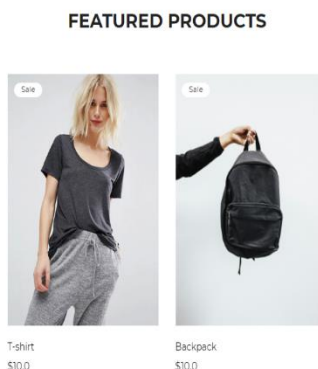 FEATURED PRODUCTS
Sale
Sale
T-shirt
Backpack
$10.0
$10.0